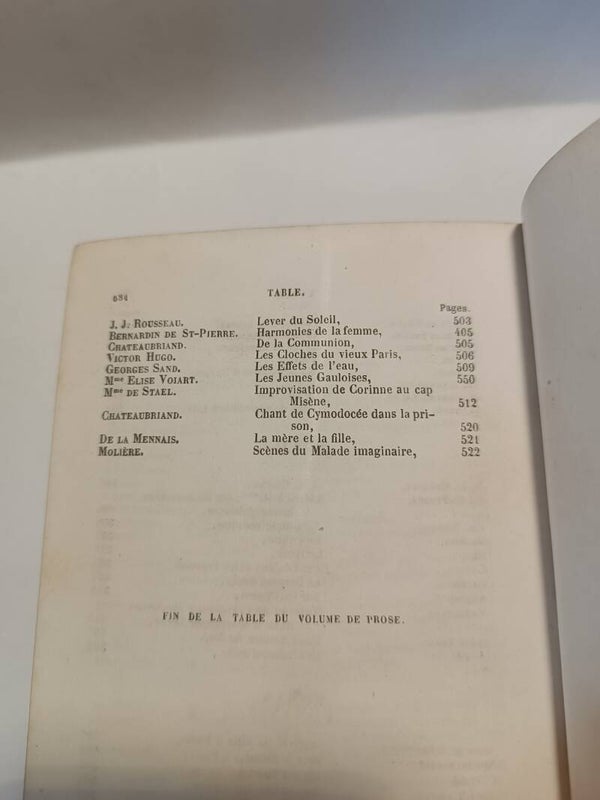 634 TABLE.
Pages.
J. J. ROUSSEAU. Lever du Soleil, 503
BERNARDIN DE ST-PIERRE. Harmonies de la femme, 405
CHATEAUBRIAND. De la Communion, 505
VICTOR HUGO. Les Cloches du vieux Paris, 506
GEORGES SAND. Les Effets de l'eau, 509
Mme ELISE VOIART. Les Jeunes Gauloises, 550
Mme DE STAEL. Improvisation de Corinne au cap
Misène, 512
CHATEAUBRIAND. Chant de Cymodocée dans la pri-
son, 520
DE LA MENNAIS. La mère et la fille, 521
MOLIÈRE. Scènes du Malade imaginaire, 522
FIN DE LA TABLE DU VOLUME DE PROSE.